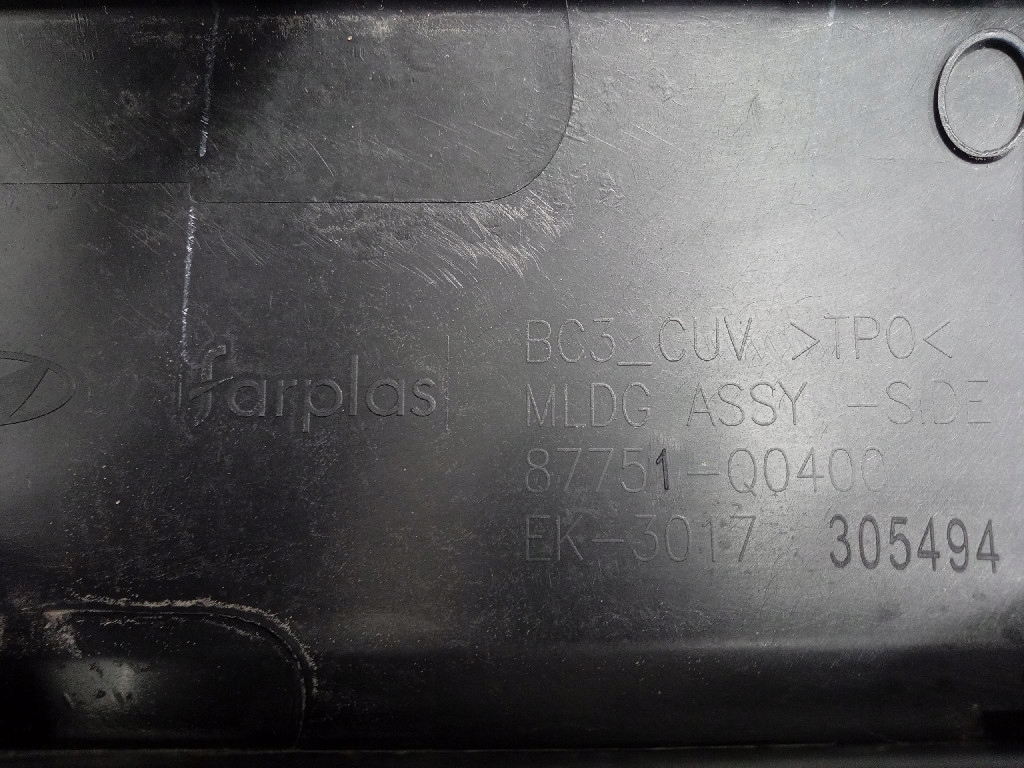 farplas
BC3_CUV >TPO<
MLDG ASSY -SIDE
87751-Q0400
EK-3017 305494